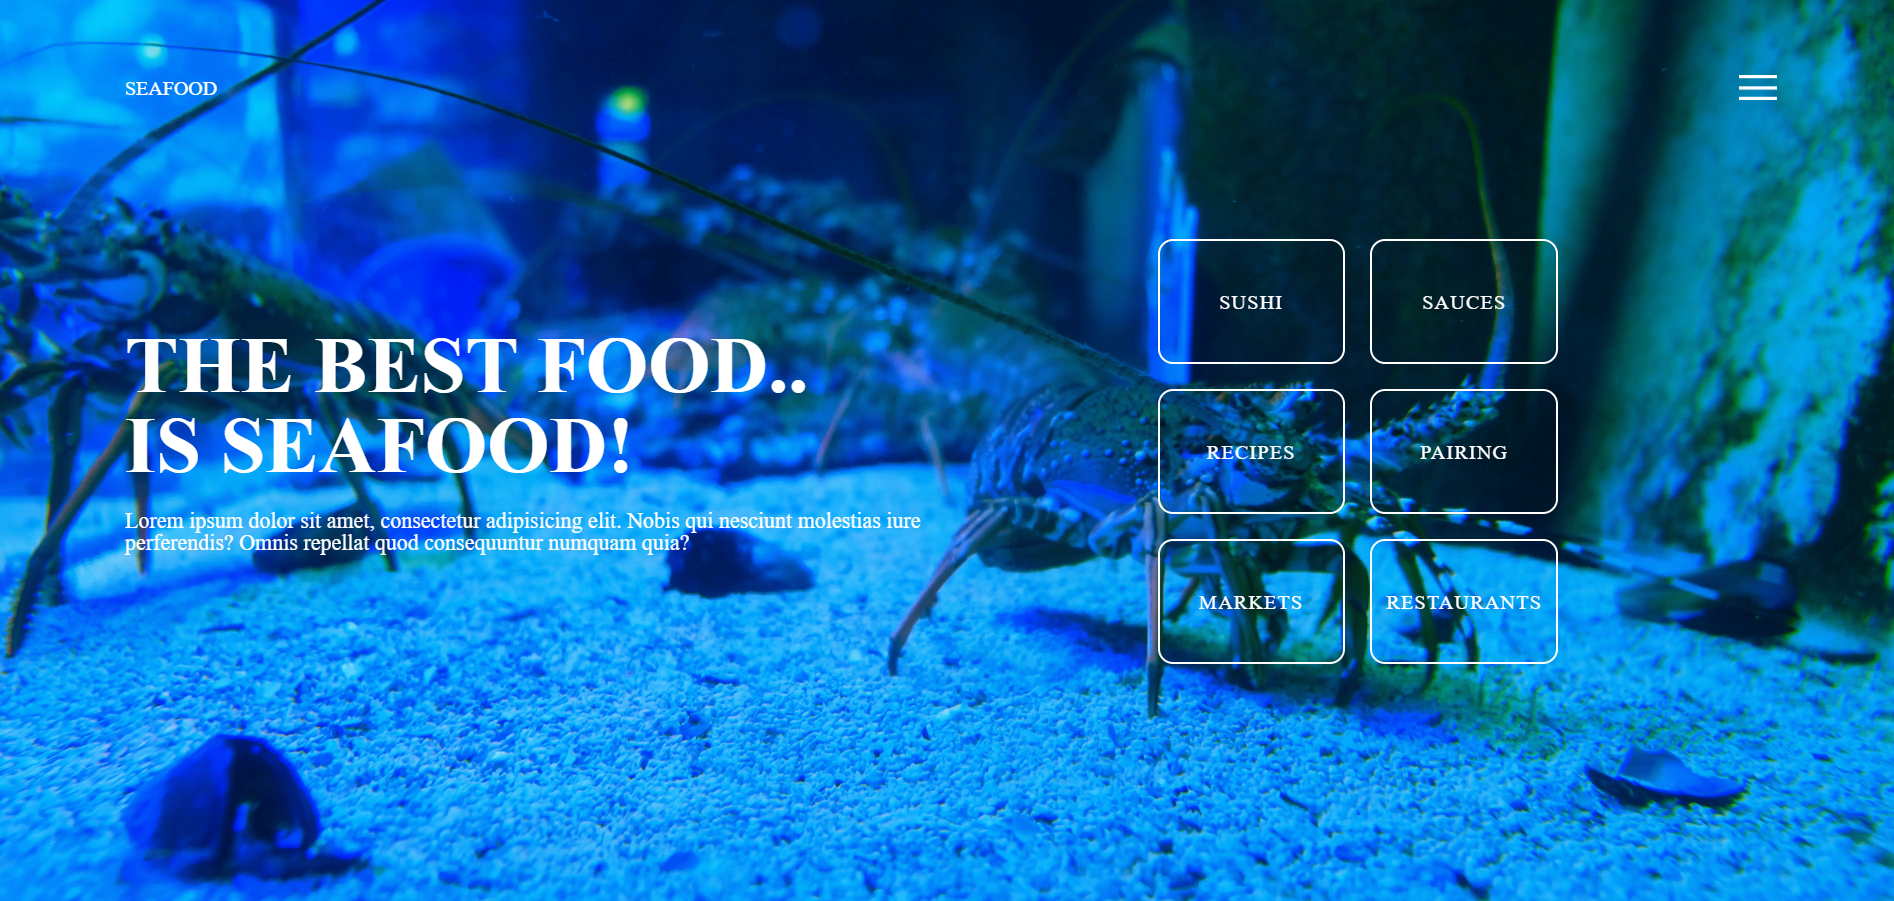 SEAFOOD
THE BEST FOOD..
IS SEAFOOD!
Lorem ipsum dolor sit amet, consectetur adipisicing elit. Nobis qui nesciunt molestias iure
perferendis? Omnis repellat quod consequuntur numquam quia?
SUSHI
SAUCES
RECIPES
PAIRING
MARKETS
RESTAURANTS